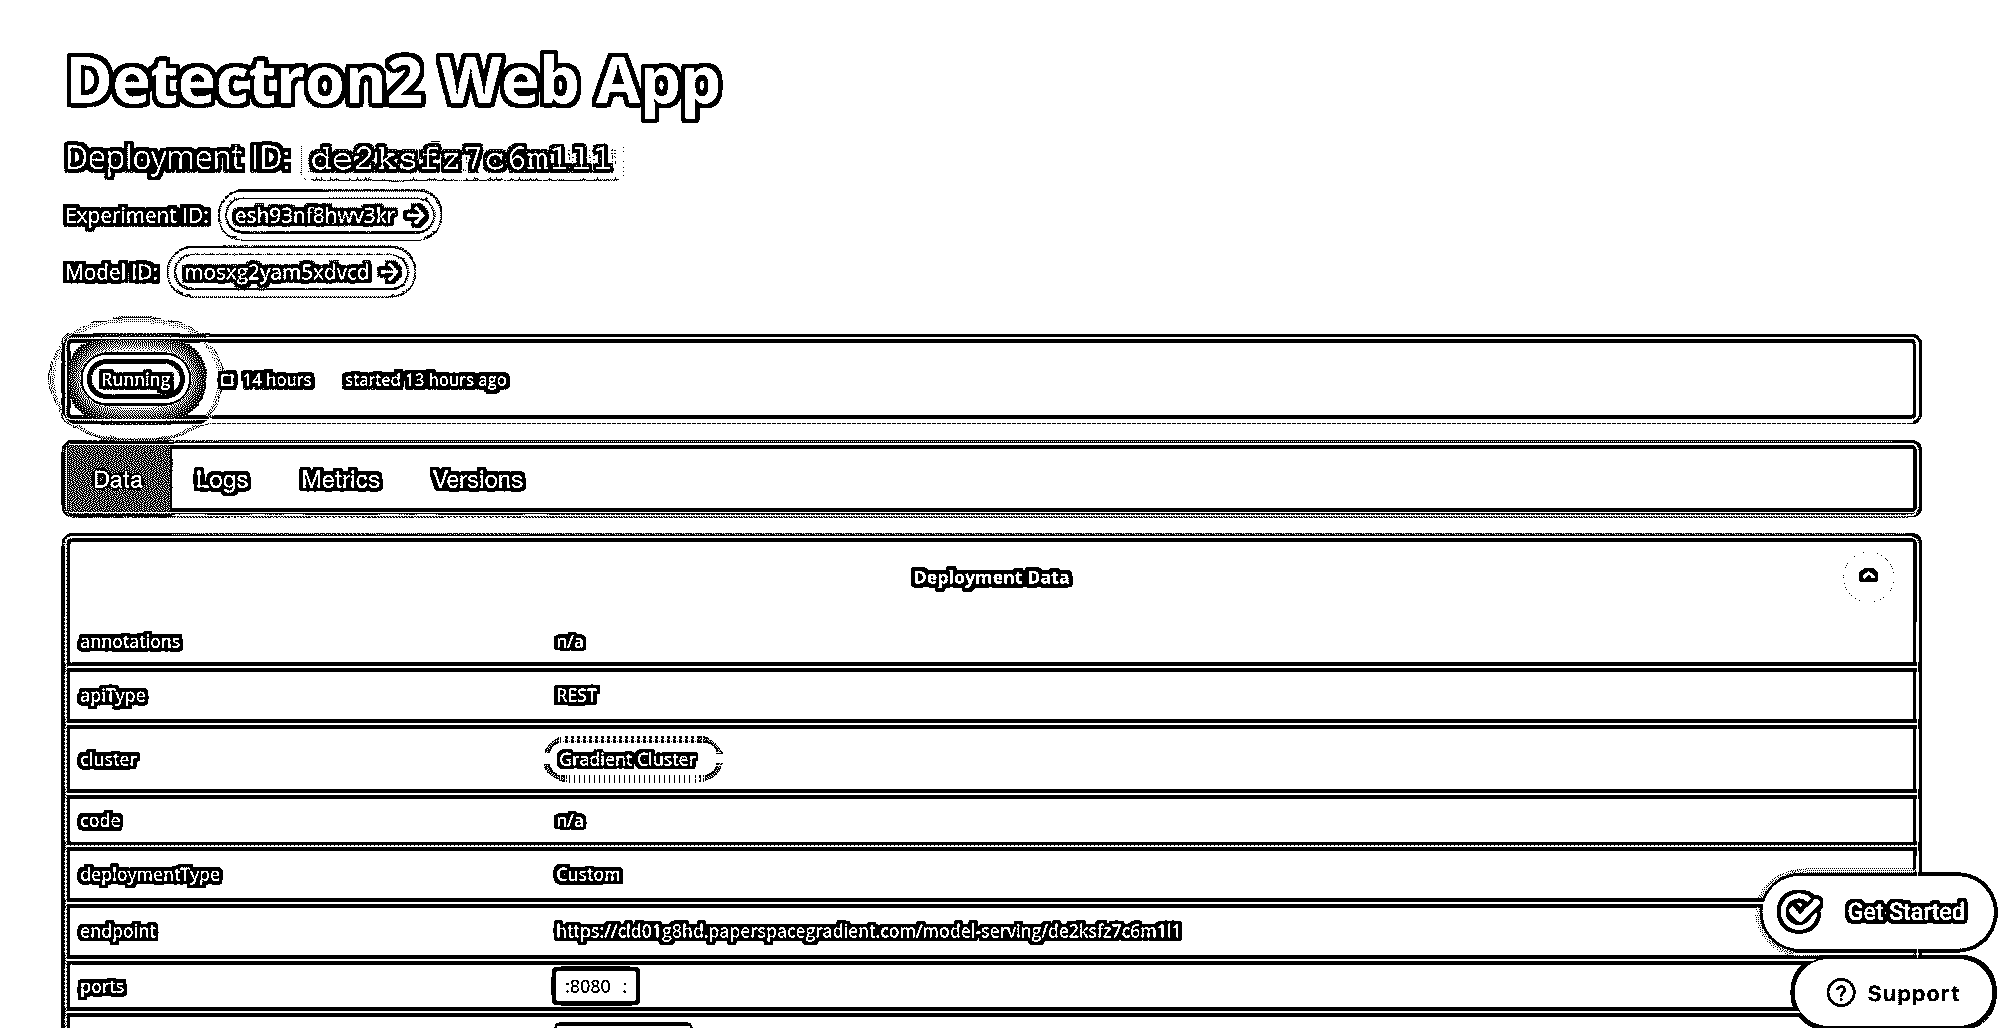 Detectron2 Web App
Deployment ID: de2ksfz7c6m1l1
Experiment ID: esh93nf8hwv3kr
Model ID: mosxg2yam5xdvcd
Running 14 hours started 13 hours ago
Data Logs Metrics Versions
Deployment Data
annotations n/a
apiType REST
cluster Gradient Cluster
code n/a
deploymentType Custom
endpoint https://cld01g8hd.paperspacegradient.com/model-serving/de2ksfz7c6m1l1
Get Started
ports :8080 :
Support